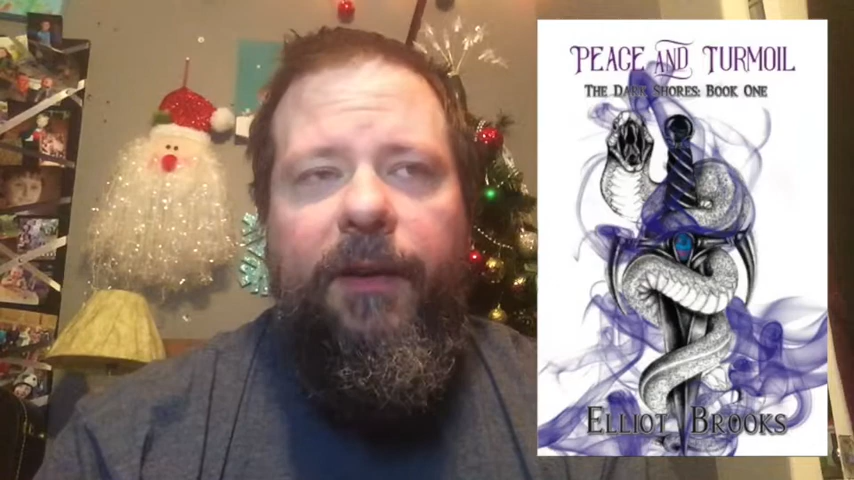 PEACE AND TURMOIL
THE DARK SHORES: BOOK ONE
ELLIOT BROOKS